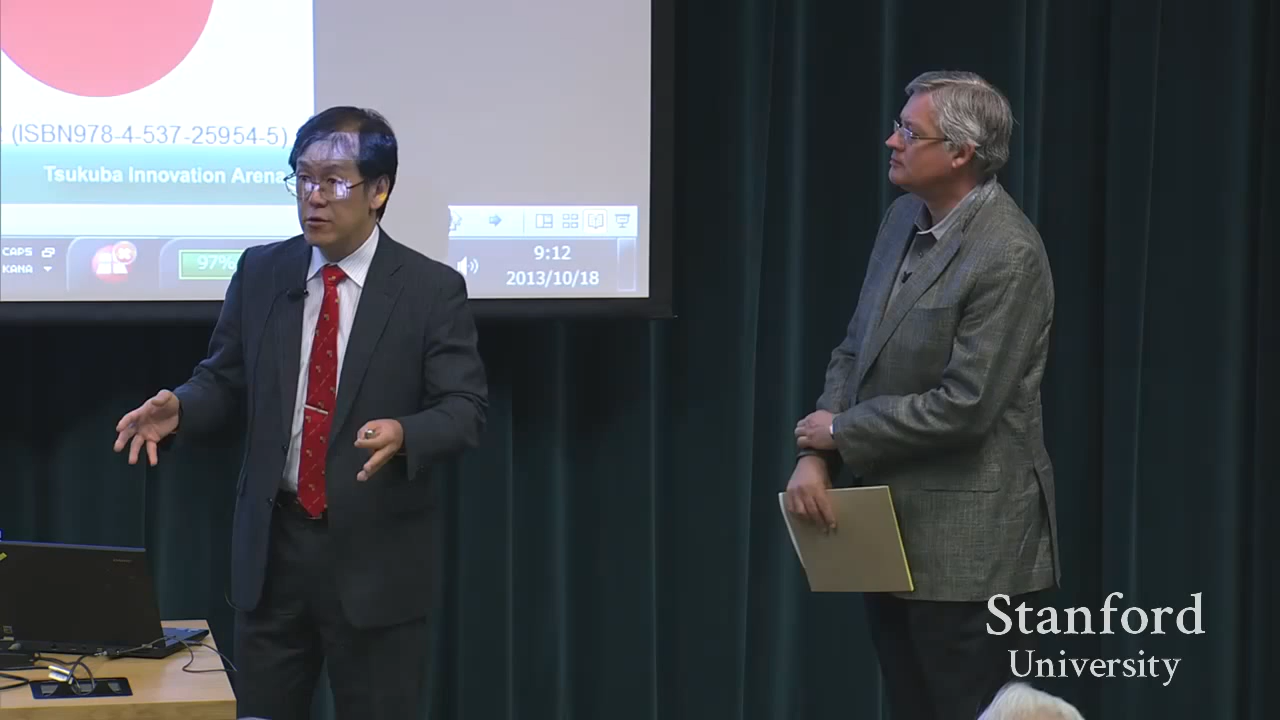 (ISBN978-4-537-25954-5)
Tsukuba Innovation Arena
CAPS
KANA
97%
9:12
2013/10/18
Stanford
University